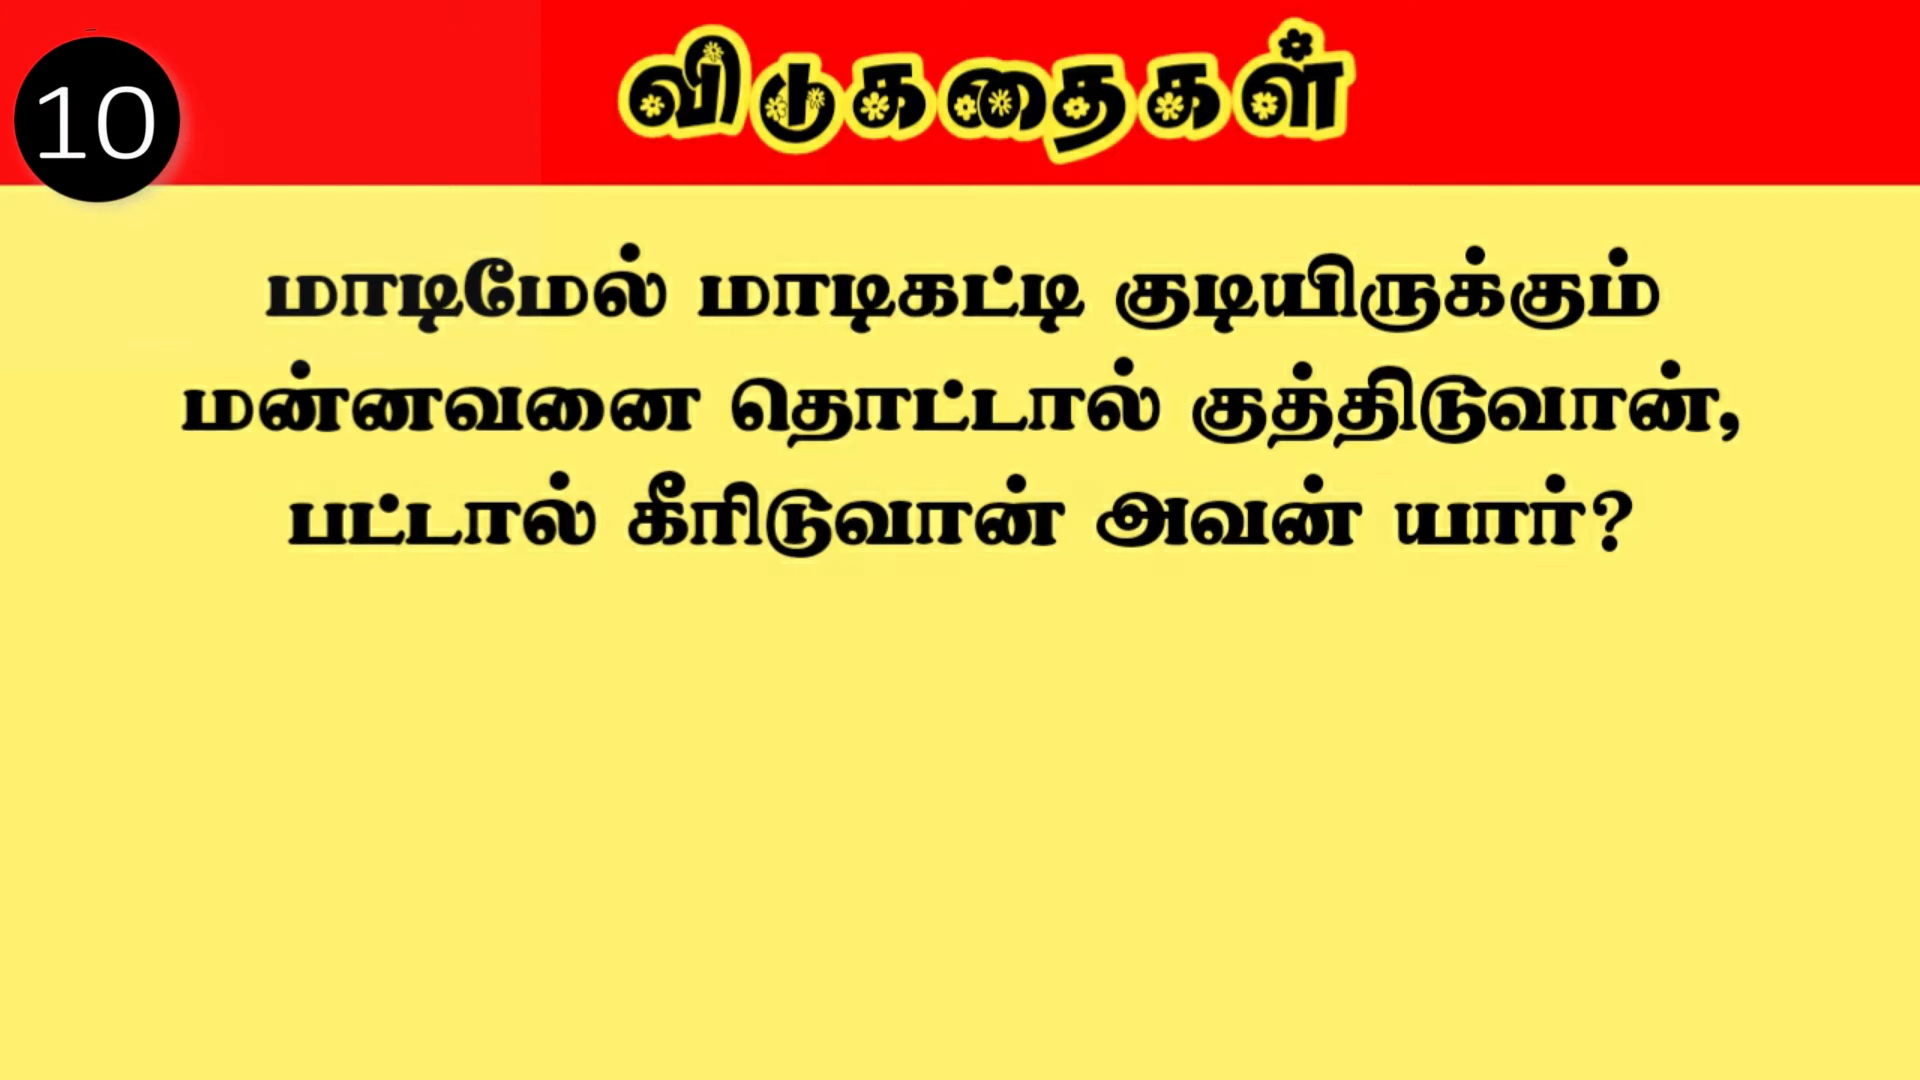 10
விடுகதைகள்
மாடிமேல் மாடிகட்டி குடியிருக்கும்
மன்னவனை தொட்டால் குத்திடுவான்,
பட்டால் கீரிடுவான் அவன் யார்?